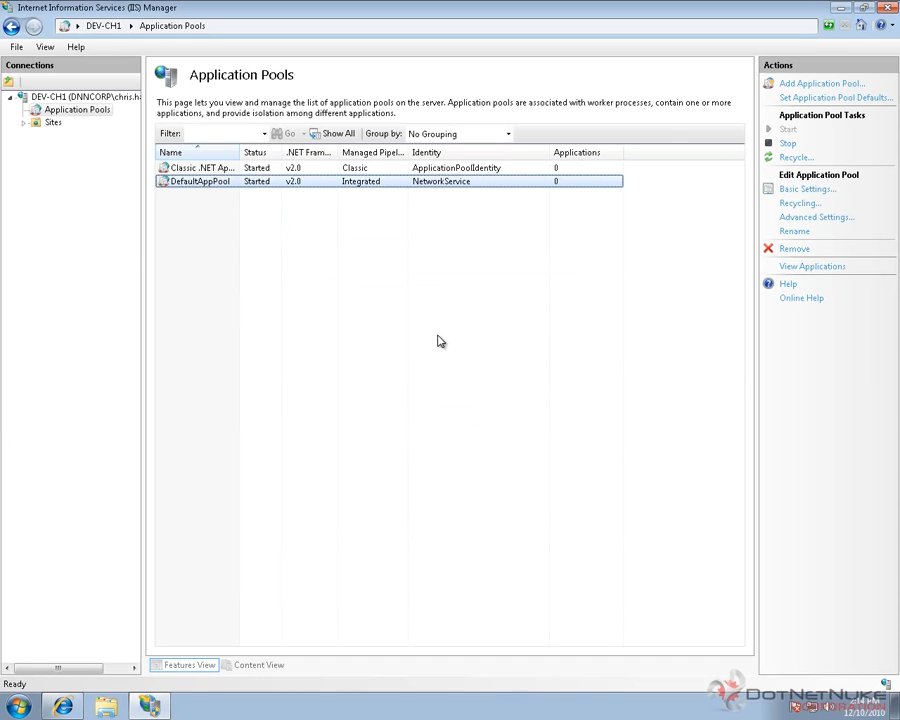 Internet Information Services (IIS) Manager
DEV-CH1 Application Pools
File View Help
Connections
DEV-CH1 (DNNCORP\chris.h
Application Pools
Sites
Application Pools
This page lets you view and manage the list of application pools on the server. Application pools are associated with worker processes, contain one or more
applications, and provide isolation among different applications.
Filter: Go Show All Group by: No Grouping
Name Status .NET Fram... Managed Pipel... Identity Applications
Classic .NET Ap... Started v2.0 Classic ApplicationPoolIdentity 0
DefaultAppPool Started v2.0 Integrated NetworkService 0
Features View Content View
Actions
Add Application Pool...
Set Application Pool Defaults...
Application Pool Tasks
Start
Stop
Recycle...
Edit Application Pool
Basic Settings...
Recycling...
Advanced Settings...
Rename
Remove
View Applications
Help
Online Help
Ready
DotNetNuke
CORPORATION
12/10/2010